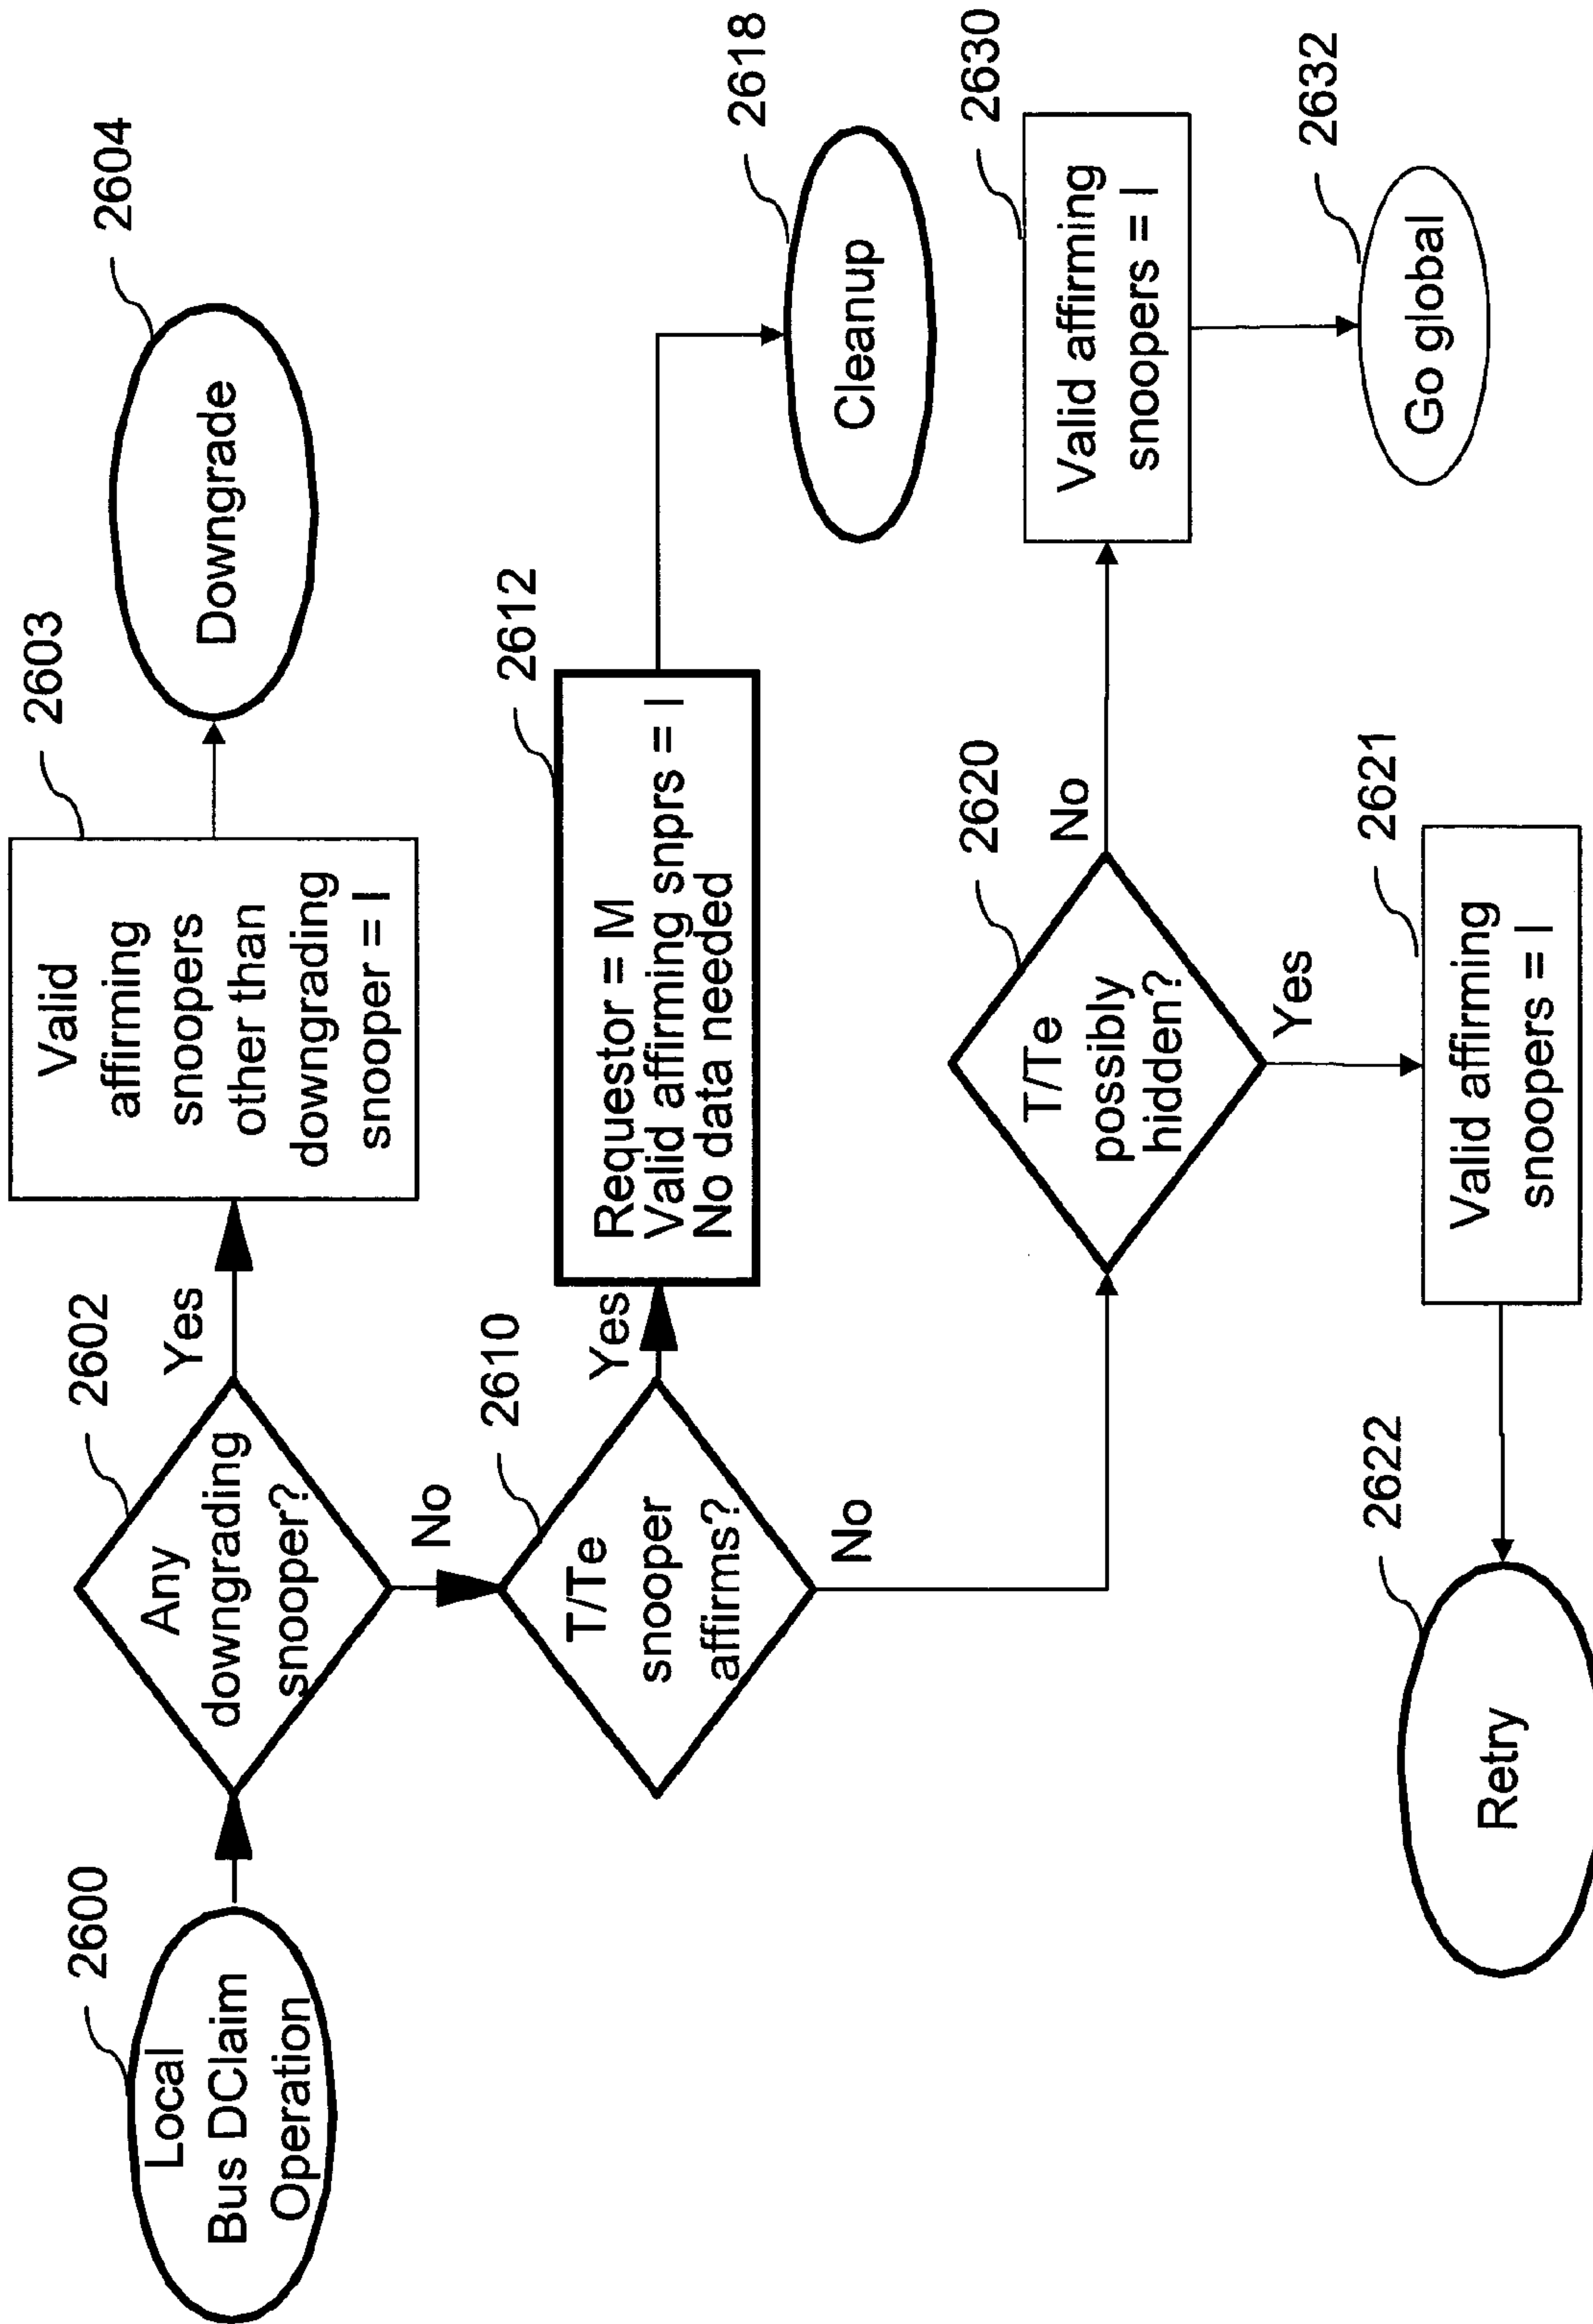 2600
Local
Bus DClaim
Operation
2602
Any
downgrading
snooper?
Yes
No
2603
Valid
affirming
snoopers
other than
downgrading
snooper = I
2604
Downgrade
2610
T/Te
snooper
affirms?
Yes
No
2612
Requestor = M
Valid affirming snprs = I
No data needed
2618
Cleanup
2620
T/Te
possibly
hidden?
No
Yes
2630
Valid affirming
snoopers = I
2632
Go global
2621
Valid affirming
snoopers = I
2622
Retry